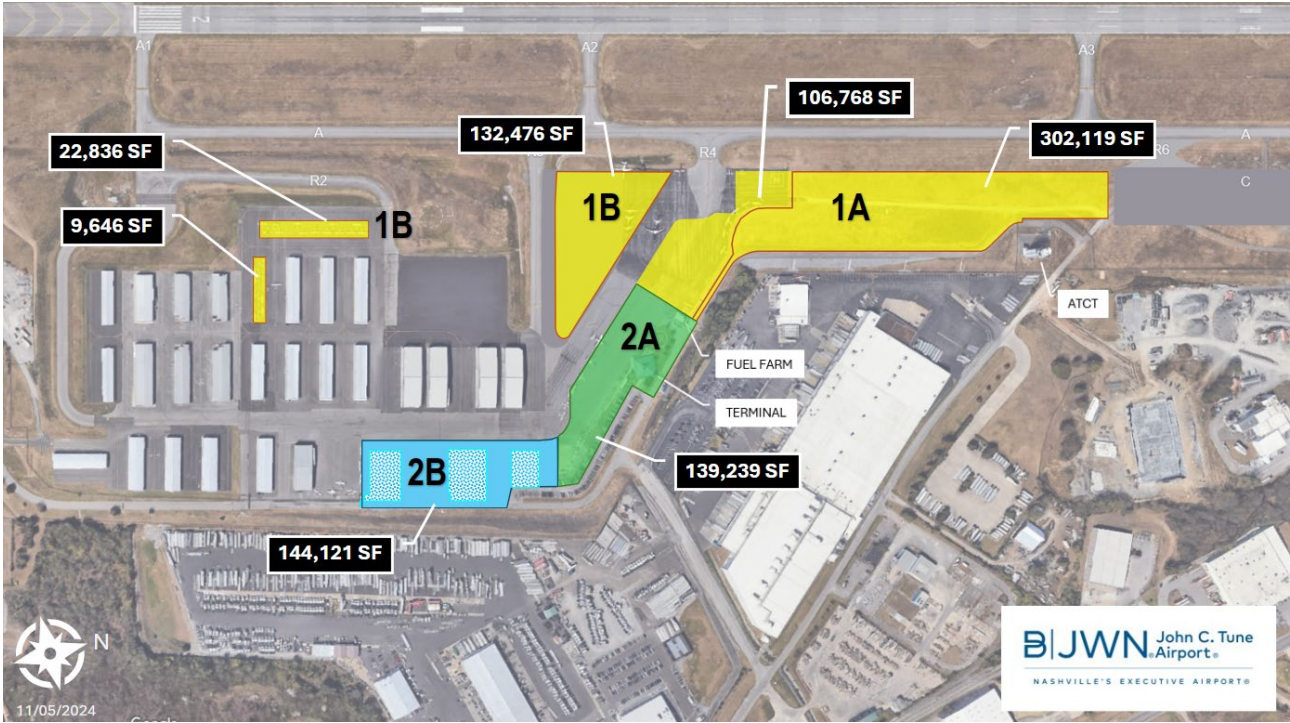 A1
A2
A3
A
R4
A
R6
R2
C
106,768 SF
132,476 SF
302,119 SF
22,836 SF
9,646 SF
1B
1B
1A
ATCT
2A
FUEL FARM
TERMINAL
2B
139,239 SF
144,121 SF
N
11/05/2024
B|JWN® John C. Tune
Airport®
NASHVILLE'S EXECUTIVE AIRPORT®